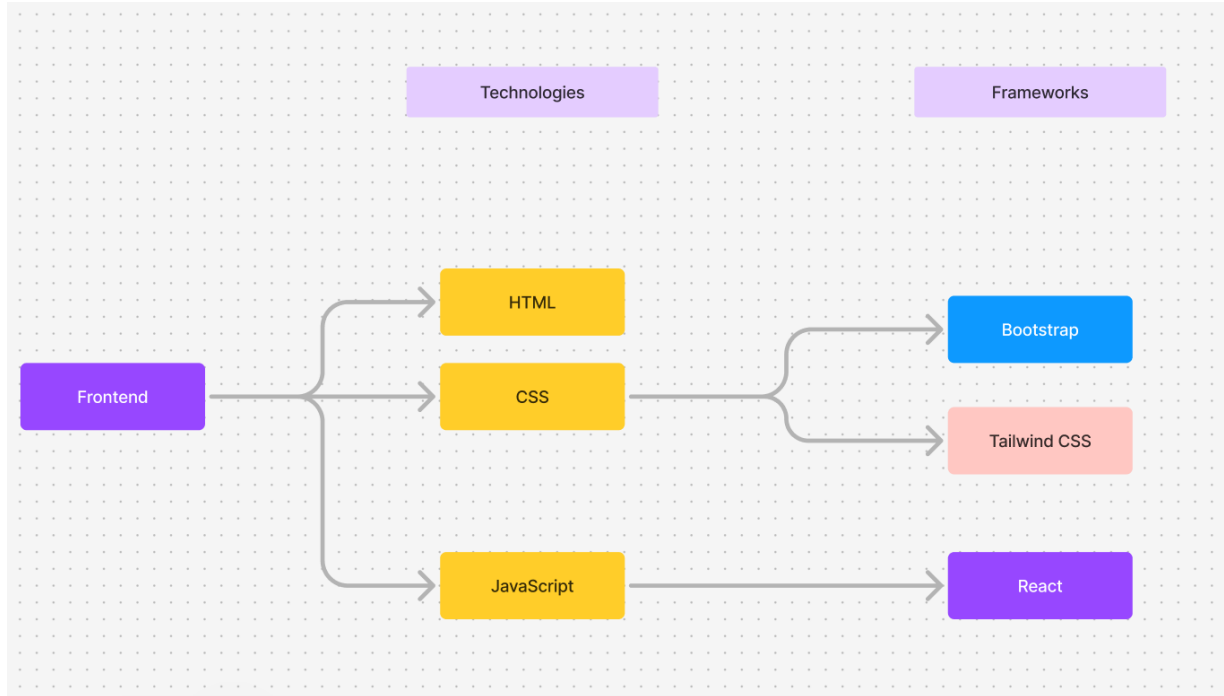 Technologies
Frameworks
HTML
Bootstrap
Frontend
CSS
Tailwind CSS
JavaScript
React